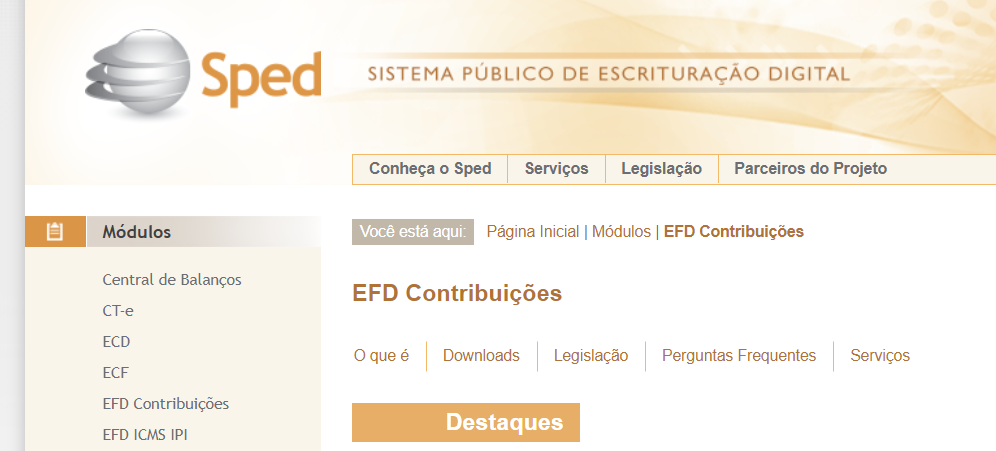 Sped
SISTEMA PÚBLICO DE ESCRITURAÇÃO DIGITAL
Conheça o Sped
Serviços
Legislação
Parceiros do Projeto
Módulos
Central de Balanços
CT-e
ECD
ECF
EFD Contribuições
EFD ICMS IPI
Você está aqui: Página Inicial | Módulos | EFD Contribuições
EFD Contribuições
O que é
Downloads
Legislação
Perguntas Frequentes
Serviços
Destaques